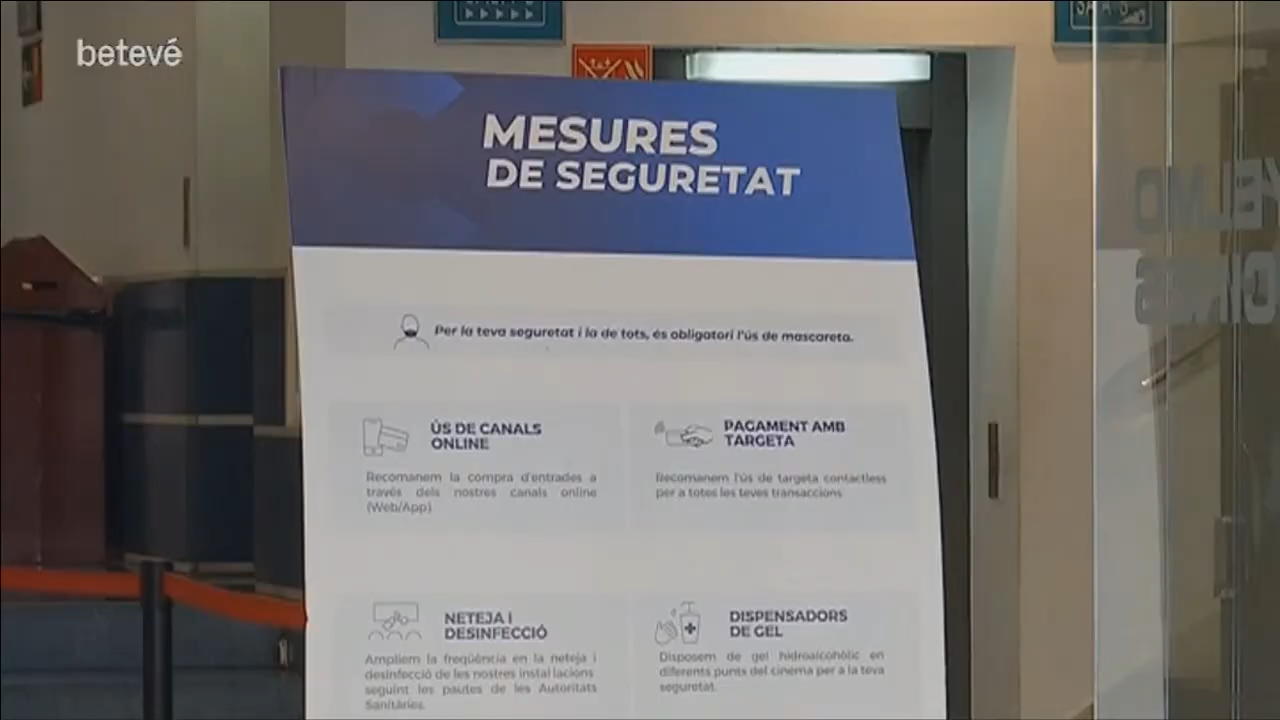 betevé
MESURES
DE SEGURETAT
Per la teva seguretat i la de tots, és obligatori l'ús de mascareta.
ÚS DE CANALS
ONLINE
Recomanem la compra d'entrades a
través dels nostres canals online
(Web/App)
PAGAMENT AMB
TARGETA
Recomanem l'ús de targeta contactless
per a totes les teves transaccions
NETEJA I
DESINFECCIÓ
Ampliem la freqüència en la neteja i
desinfecció de les nostres instal·lacions
seguint les pautes de les Autoritats
Sanitàries.
DISPENSADORS
DE GEL
Disposem de gel hidroalcohòlic en
diferents punts del cinema per a la teva
seguretat.